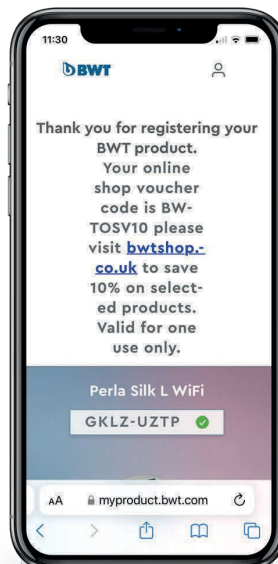 11:30
BWT
Thank you for registering your
BWT product.
Your online
shop voucher
code is BW-
TOSV10 please
visit bwtshop.-
co.uk to save
10% on select-
ed products.
Valid for one
use only.
Perla Silk L WiFi
GKLZ-UZTP
AA myproduct.bwt.com